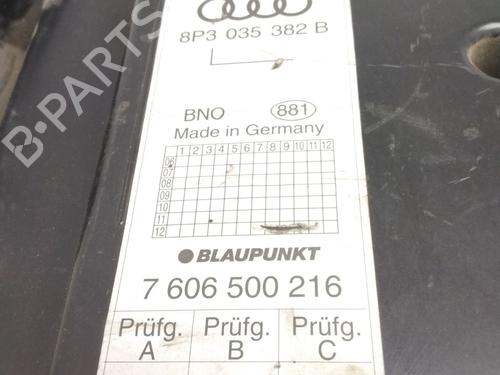 8P3 035 382 B
BNO 881
Made in Germany
1 2 3 4 5 6 7 8 9 10 11 12
06
07
08
09
10
11
12
BLAUPUNKT
7 606 500 216
Prüfg. Prüfg. Prüfg.
A B C
B-PARTS